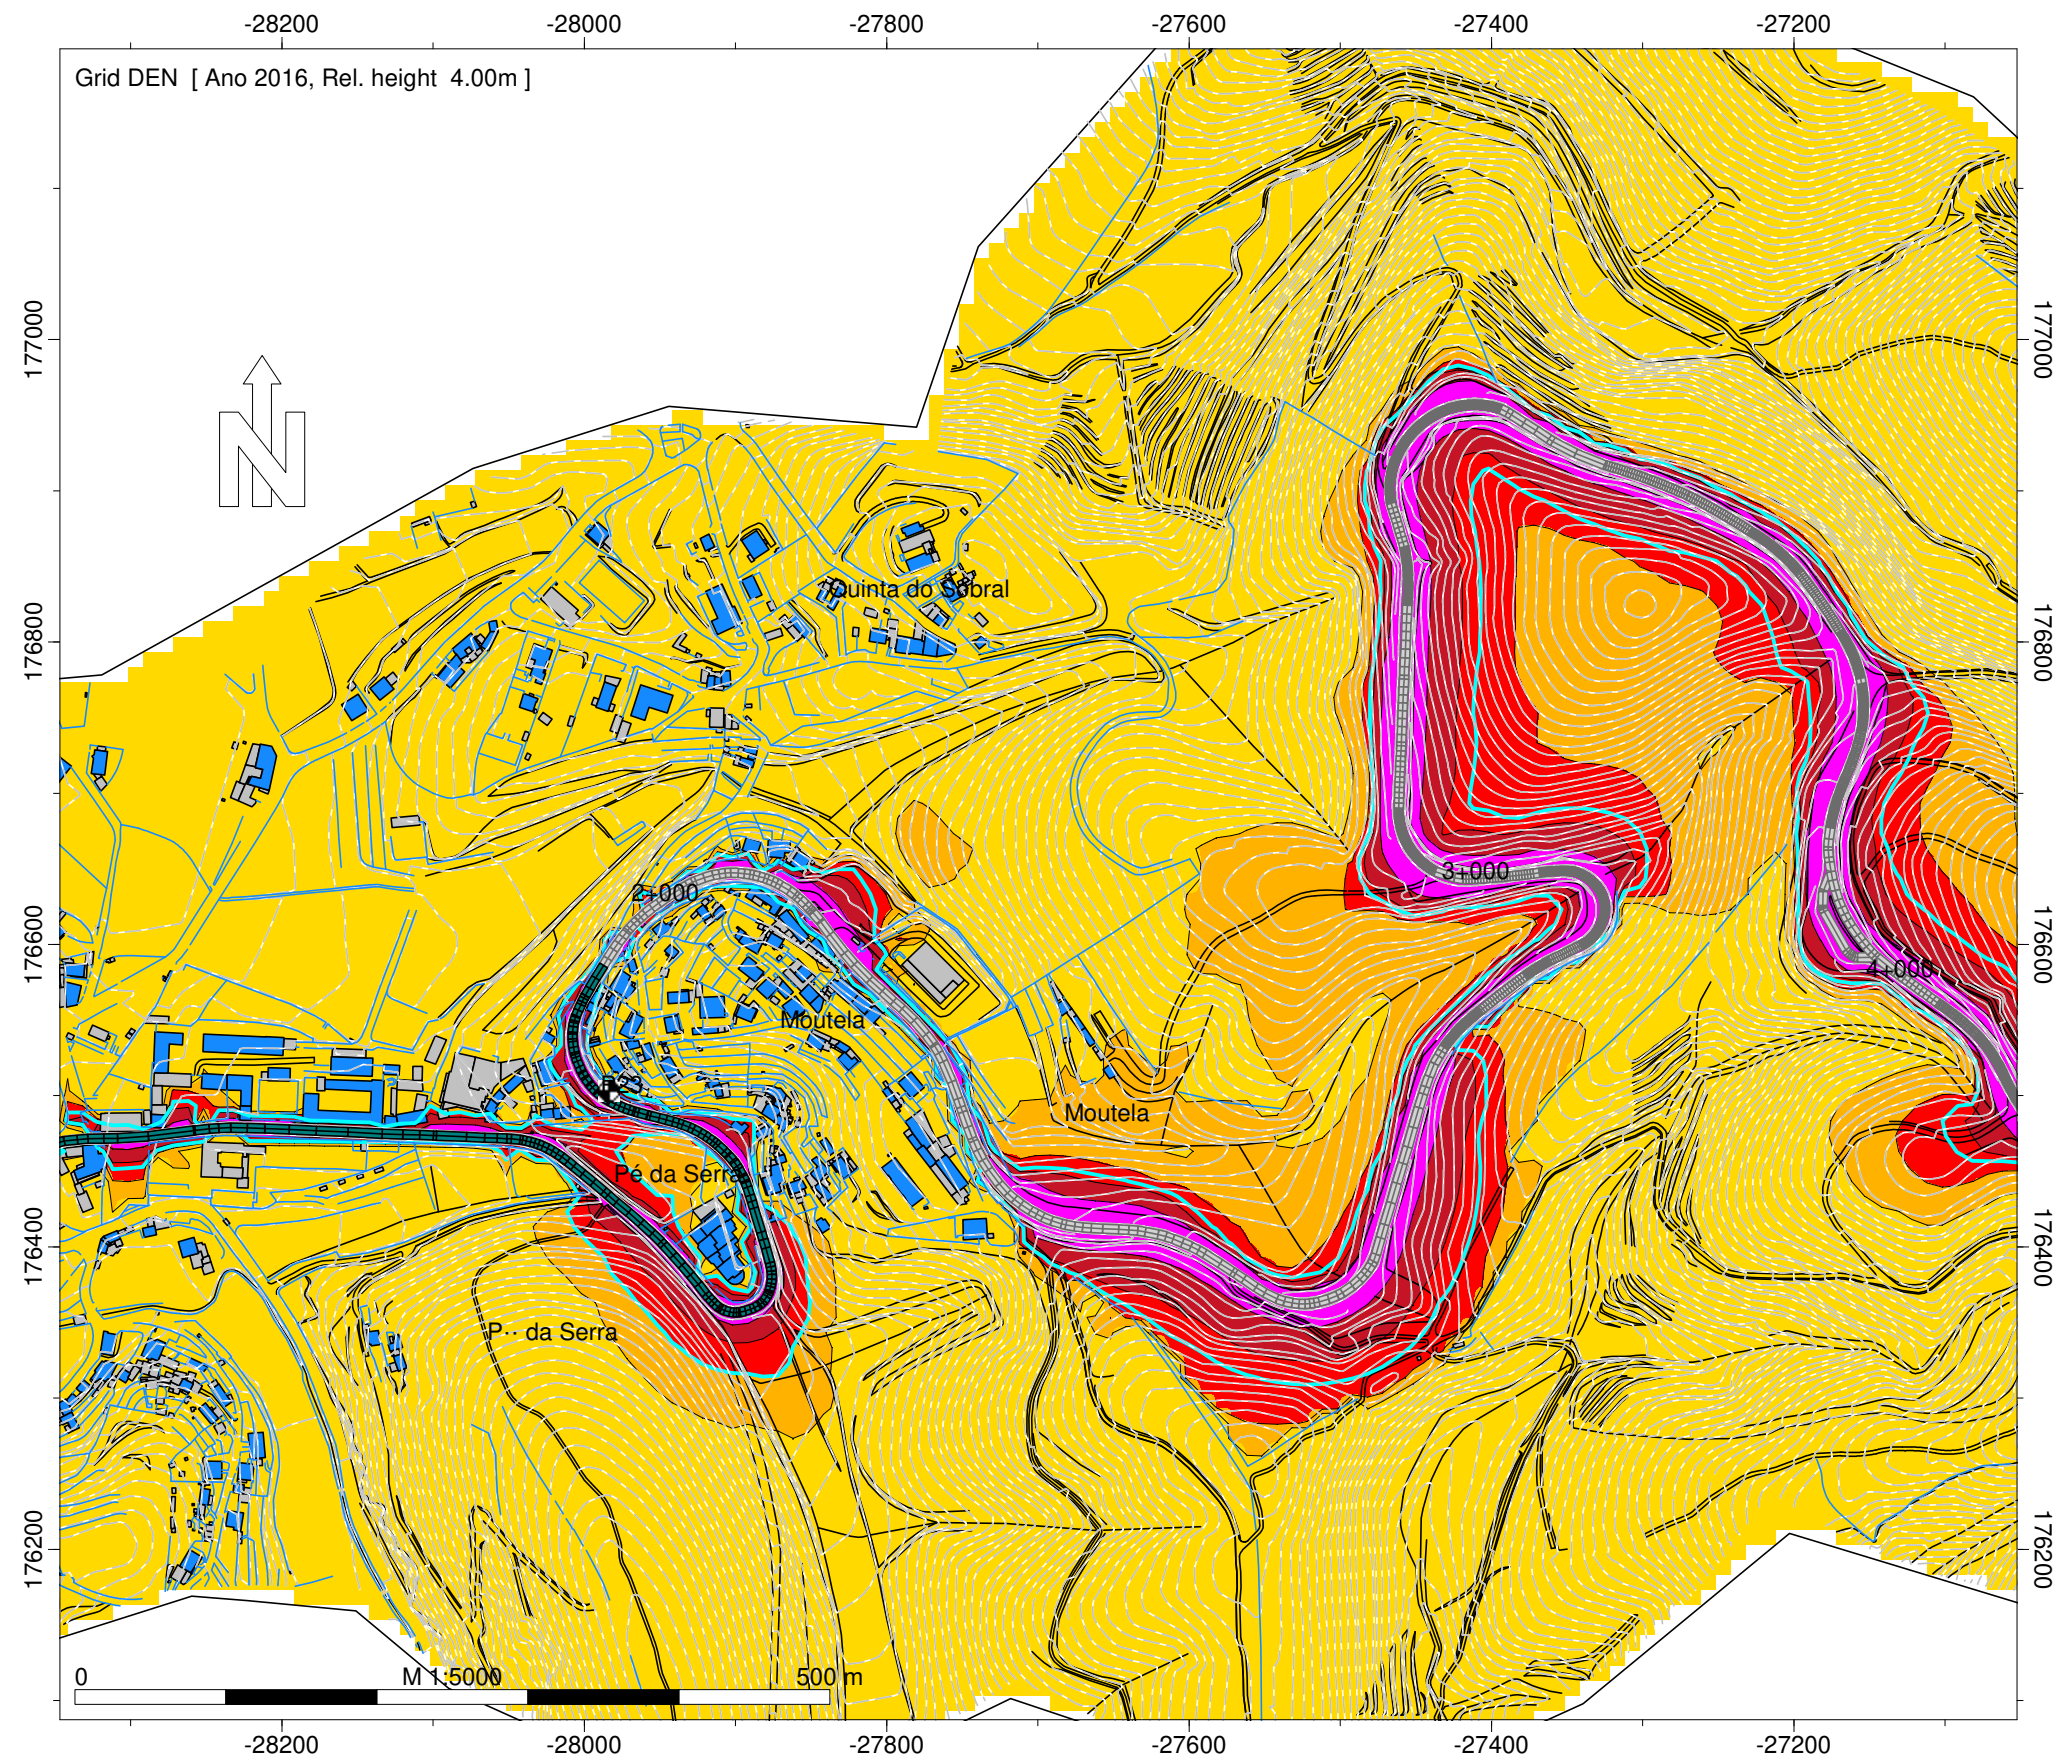 -28200 -28000 -27800 -27600 -27400 -27200
Grid DEN [ Ano 2016, Rel. height 4.00m ]
177000
177000
N
Quinta do Sobral
176800
176800
3+000
2+000
176600
176600
4+000
Moutela
Moutela
Pé da Serra
176400
176400
P·· da Serra
176200
176200
0 M 1:5000 500 m
-28200 -28000 -27800 -27600 -27400 -27200